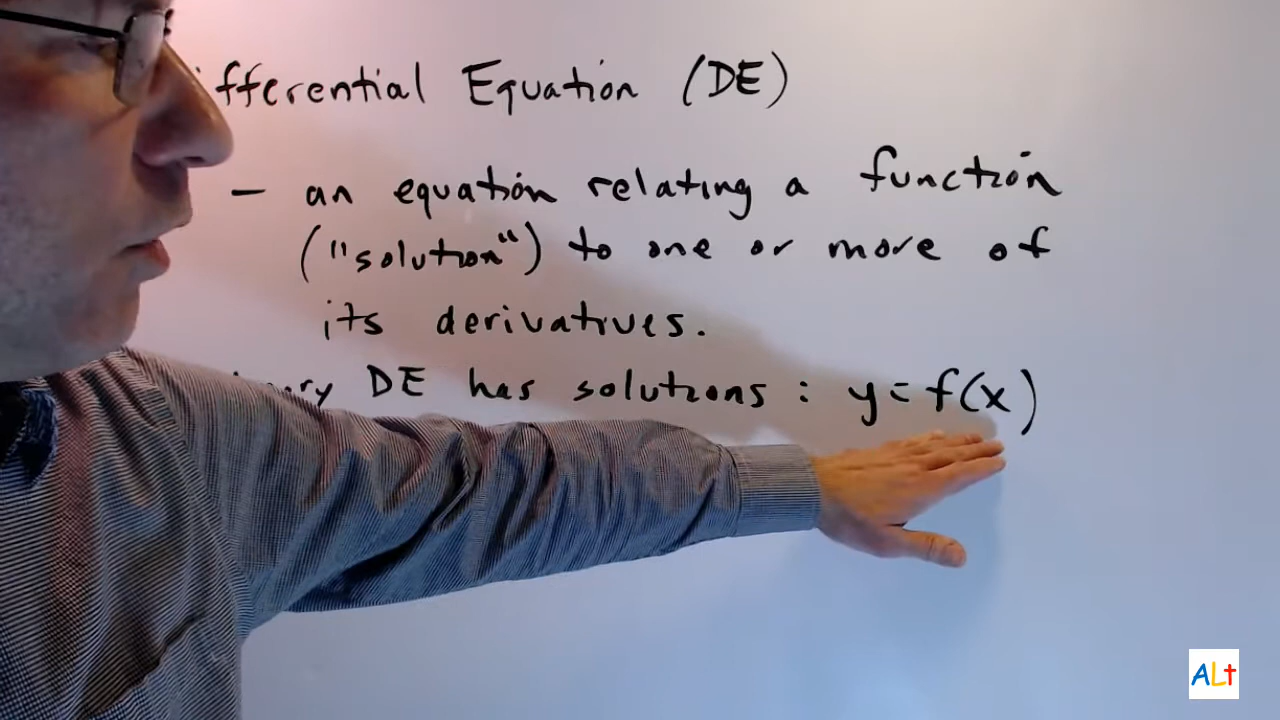 ifferential Equation (DE)
— an equation relating a function
("solution") to one or more of
its derivatives.
DE has solutions : y = f(x)
ALt